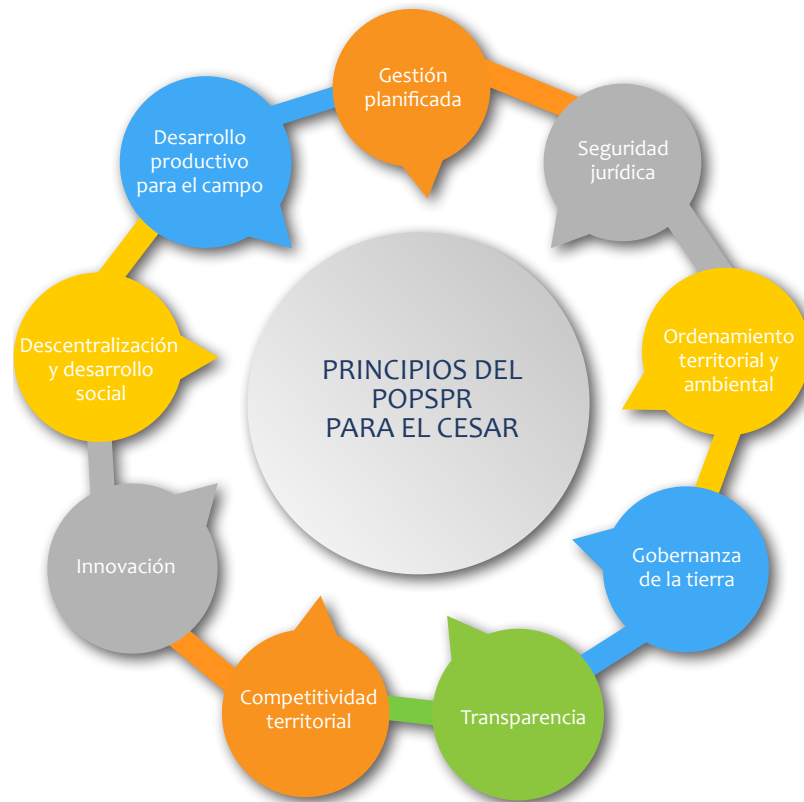 Gestión
planificada
Seguridad
jurídica
Ordenamiento
territorial y
ambiental
Gobernanza
de la tierra
Transparencia
Competitividad
territorial
Innovación
Descentralización
y desarrollo
social
Desarrollo
productivo
para el campo
PRINCIPIOS DEL
POPSPR
PARA EL CESAR